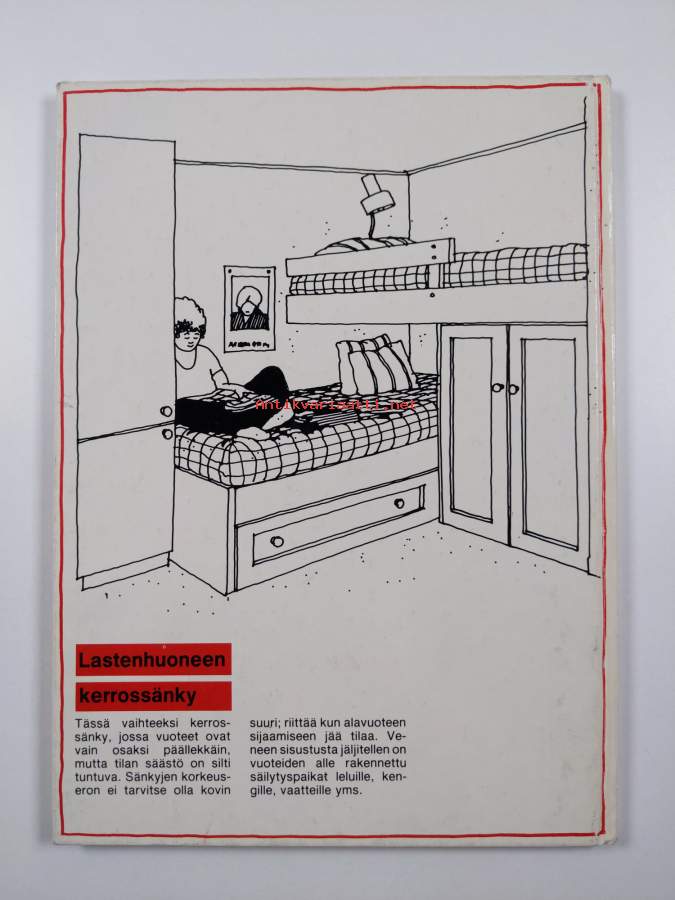 Antikvariaatti.net
Lastenhuoneen
kerrossänky
Tässä vaihteeksi kerros-
sänky, jossa vuoteet ovat
vain osaksi päällekkäin,
mutta tilan säästö on silti
tuntuva. Sänkyjen korkeus-
eron ei tarvitse olla kovin
suuri; riittää kun alavuoteen
sijaamiseen jää tilaa. Ve-
neen sisustusta jäljitellen on
vuoteiden alle rakennettu
säilytyspaikat leluille, ken-
gille, vaatteille yms.